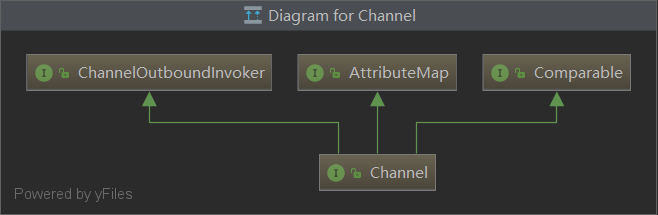 Diagram for Channel
I ChannelOutboundInvoker
I AttributeMap
I Comparable
I Channel
Powered by yFiles